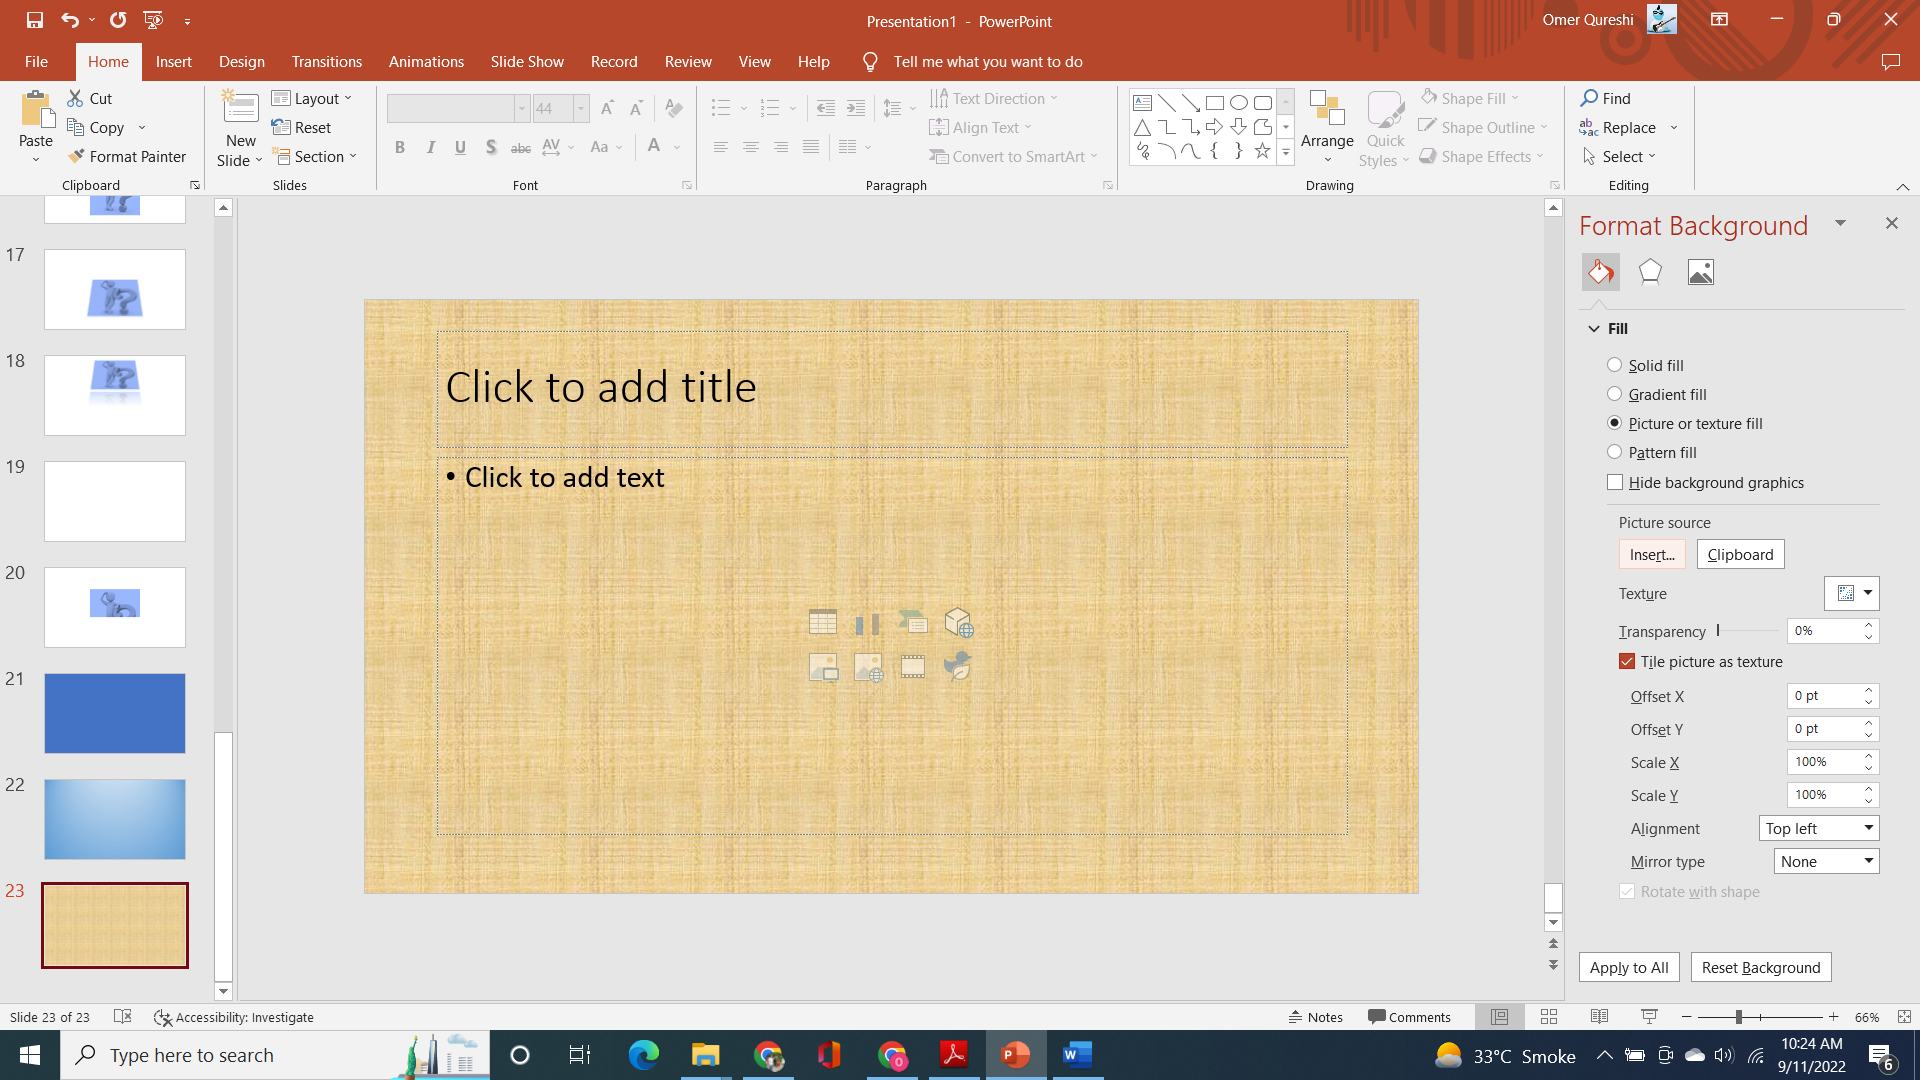 Presentation1 - PowerPoint
Omer Qureshi
File Home Insert Design Transitions Animations Slide Show Record Review View Help Tell me what you want to do
Paste
Cut
Copy
Format Painter
Clipboard
New Slide
Layout
Reset
Section
Slides
44
B I U S abc AV Aa A
Font
Text Direction
Align Text
Convert to SmartArt
Paragraph
Arrange
Quick Styles
Shape Fill
Shape Outline
Shape Effects
Drawing
Find
Replace
Select
Editing
17
18
19
20
21
22
23
Click to add title
• Click to add text
Format Background
Fill
Solid fill
Gradient fill
Picture or texture fill
Pattern fill
Hide background graphics
Picture source
Insert... Clipboard
Texture
Transparency 0%
Tile picture as texture
Offset X 0 pt
Offset Y 0 pt
Scale X 100%
Scale Y 100%
Alignment Top left
Mirror type None
Rotate with shape
Apply to All Reset Background
Slide 23 of 23 Accessibility: Investigate Notes Comments 66%
Type here to search
33°C Smoke
10:24 AM
9/11/2022
6